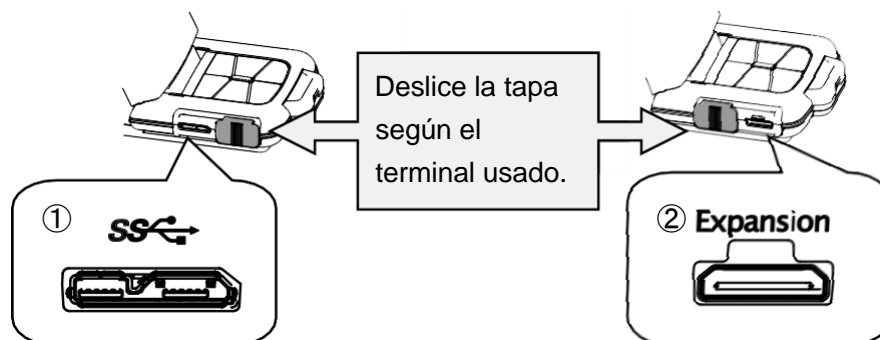 Deslice la tapa
según el
terminal usado.
①
SS
② Expansion